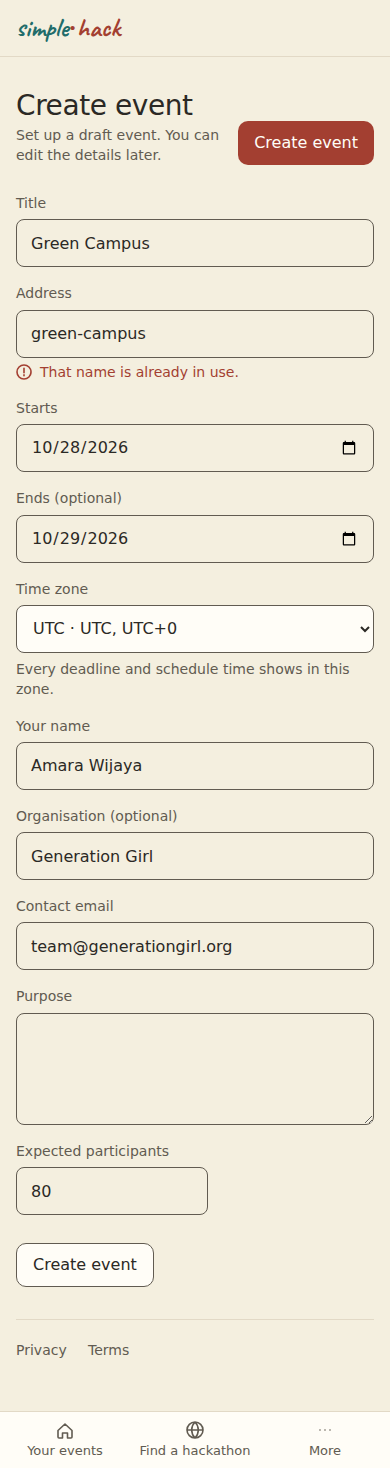 simple·hack
Create event
Set up a draft event. You can
edit the details later.
Create event
Title
Green Campus
Address
green-campus
That name is already in use.
Starts
10/28/2026
Ends (optional)
10/29/2026
Time zone
UTC · UTC, UTC+0
Every deadline and schedule time shows in this
zone.
Your name
Amara Wijaya
Organisation (optional)
Generation Girl
Contact email
team@generationgirl.org
Purpose
Expected participants
80
Create event
Privacy Terms
Your events Find a hackathon More